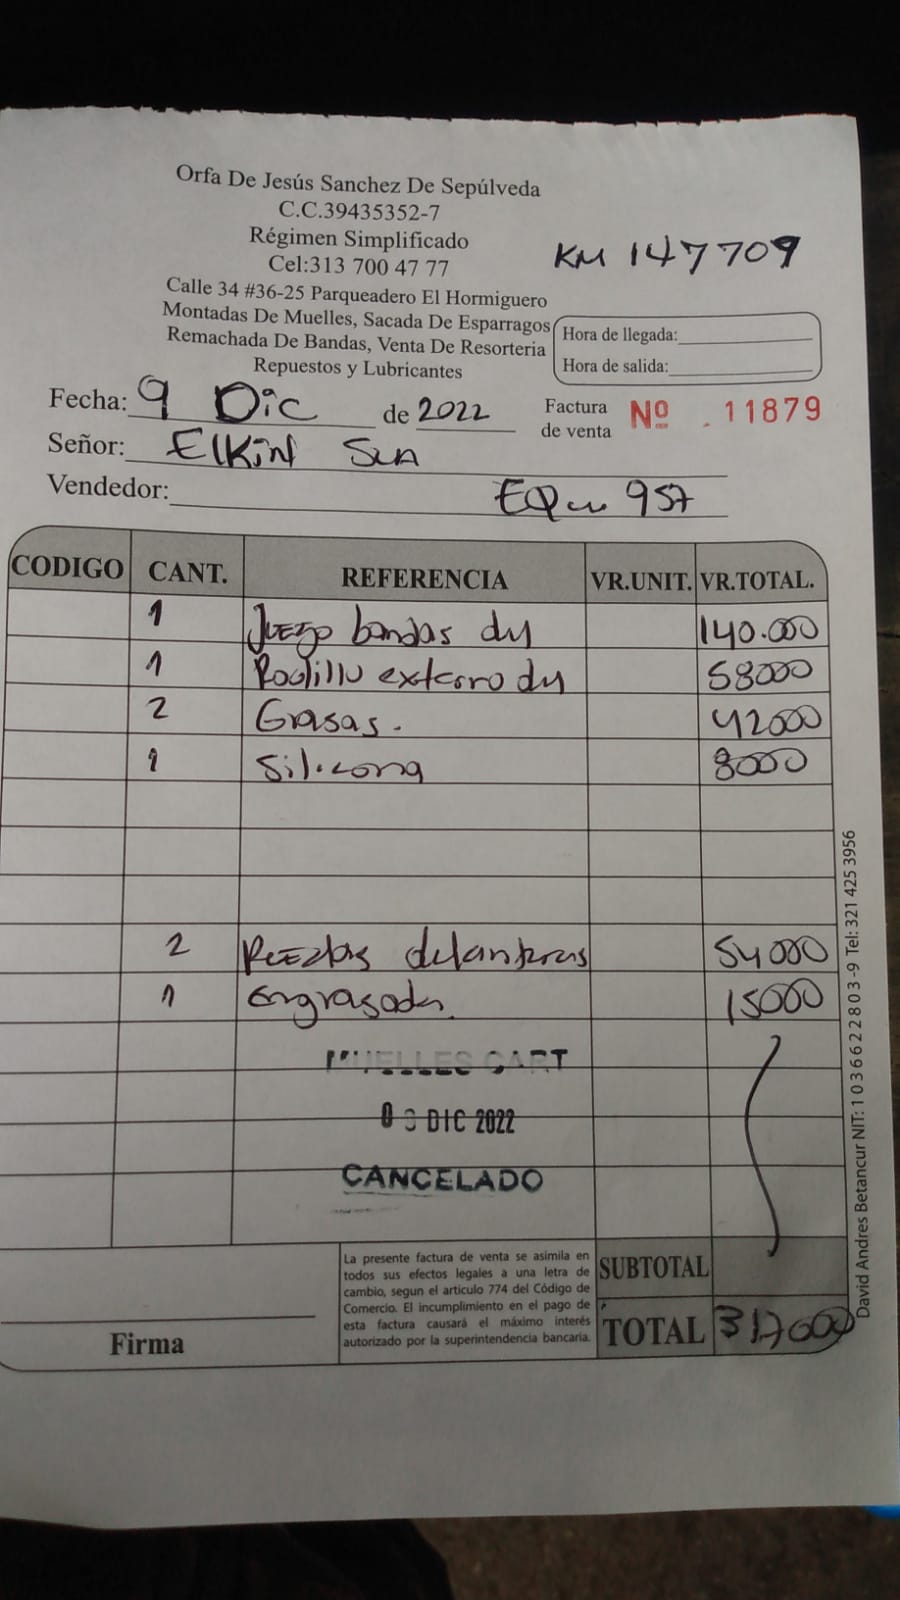 Orfa De Jesús Sanchez De Sepúlveda
C.C.39435352-7
Régimen Simplificado
Cel:313 700 47 77
KM 147709
Calle 34 #36-25 Parqueadero El Hormiguero
Montadas De Muelles, Sacada De Esparragos
Remachada De Bandas, Venta De Resorteria
Repuestos y Lubricantes
Hora de llegada:
Hora de salida:
Fecha: 9 Dic de 2022
Factura de venta Nº 11879
Señor: Elkin
Vendedor:
957
CODIGO CANT. REFERENCIA VR.UNIT. VR.TOTAL.
1 Juego bandas 140.000
1 Rodillo externo 58000
2 Grasas. 42000
1 Silicona 8000
2 delanteras 54000
1 Engrasada 15000
MUELLES CART
09 DIC 2022
CANCELADO
La presente factura de venta se asimila en
todos sus efectos legales a una letra de
cambio, segun el articulo 774 del Código de
Comercio. El incumplimiento en el pago de
esta factura causará el máximo interés
autorizado por la superintendencia bancaria.
SUBTOTAL
TOTAL 317000
Firma
David Andres Betancur NIT: 1036622803-9 Tel: 321 425 3956